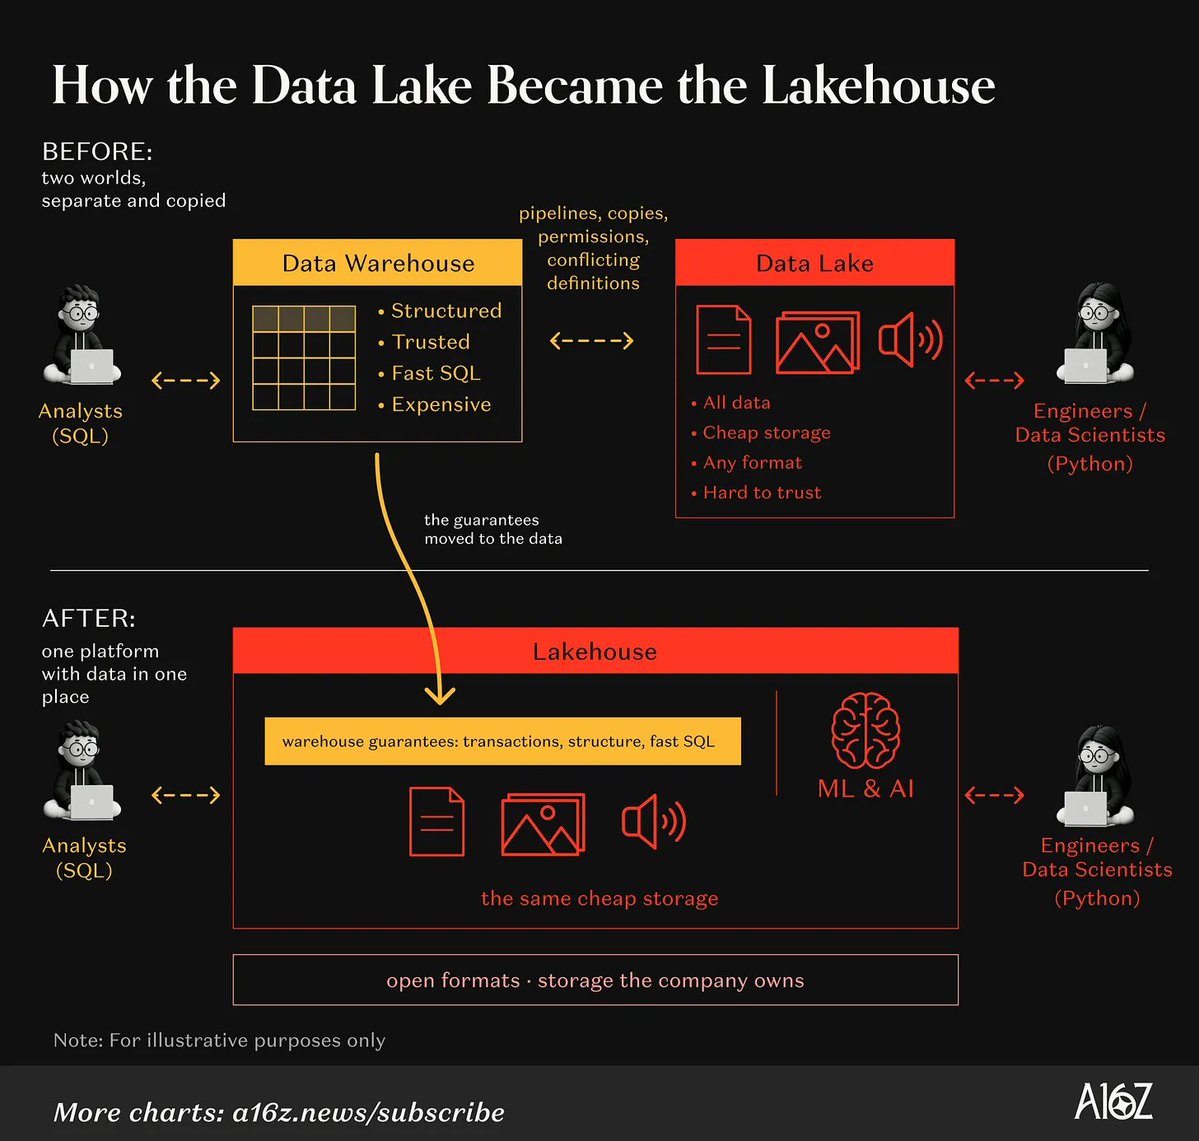 How the Data Lake Became the Lakehouse
BEFORE:
two worlds,
separate and copied
pipelines, copies,
permissions,
conflicting
definitions
Data Warehouse
• Structured
• Trusted
• Fast SQL
• Expensive
Data Lake
• All data
• Cheap storage
• Any format
• Hard to trust
Analysts
(SQL)
Engineers /
Data Scientists
(Python)
the guarantees
moved to the data
AFTER:
one platform
with data in one
place
Lakehouse
warehouse guarantees: transactions, structure, fast SQL
ML & AI
the same cheap storage
Analysts
(SQL)
Engineers /
Data Scientists
(Python)
open formats · storage the company owns
Note: For illustrative purposes only
More charts: a16z.news/subscribe
A16Z